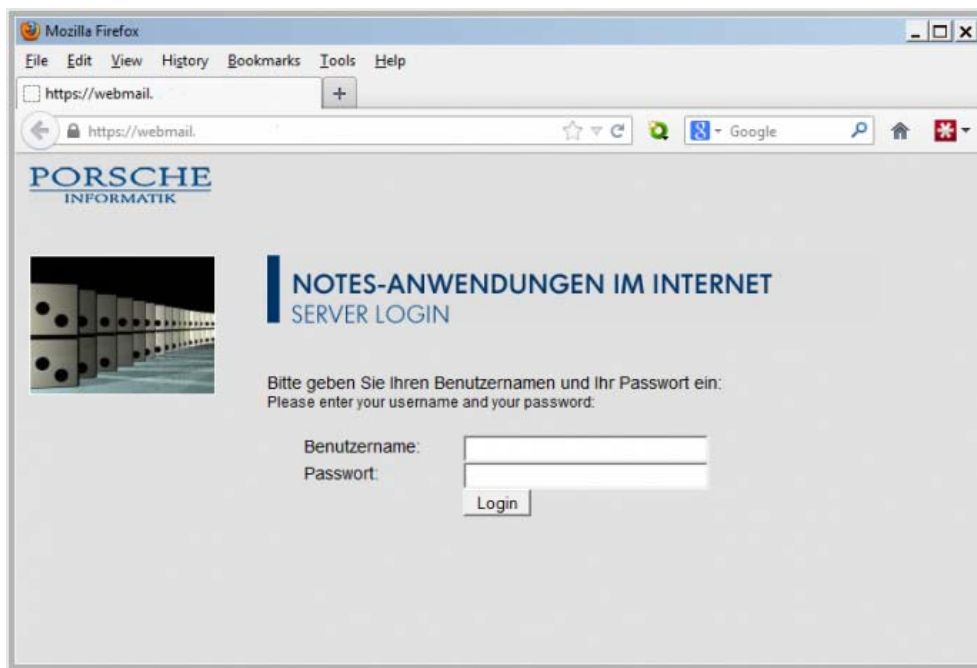 Mozilla Firefox
File Edit View History Bookmarks Tools Help
https://webmail.
https://webmail. Google
PORSCHE
INFORMATIK
NOTES-ANWENDUNGEN IM INTERNET
SERVER LOGIN
Bitte geben Sie Ihren Benutzernamen und Ihr Passwort ein:
Please enter your username and your password:
Benutzername:
Passwort:
Login